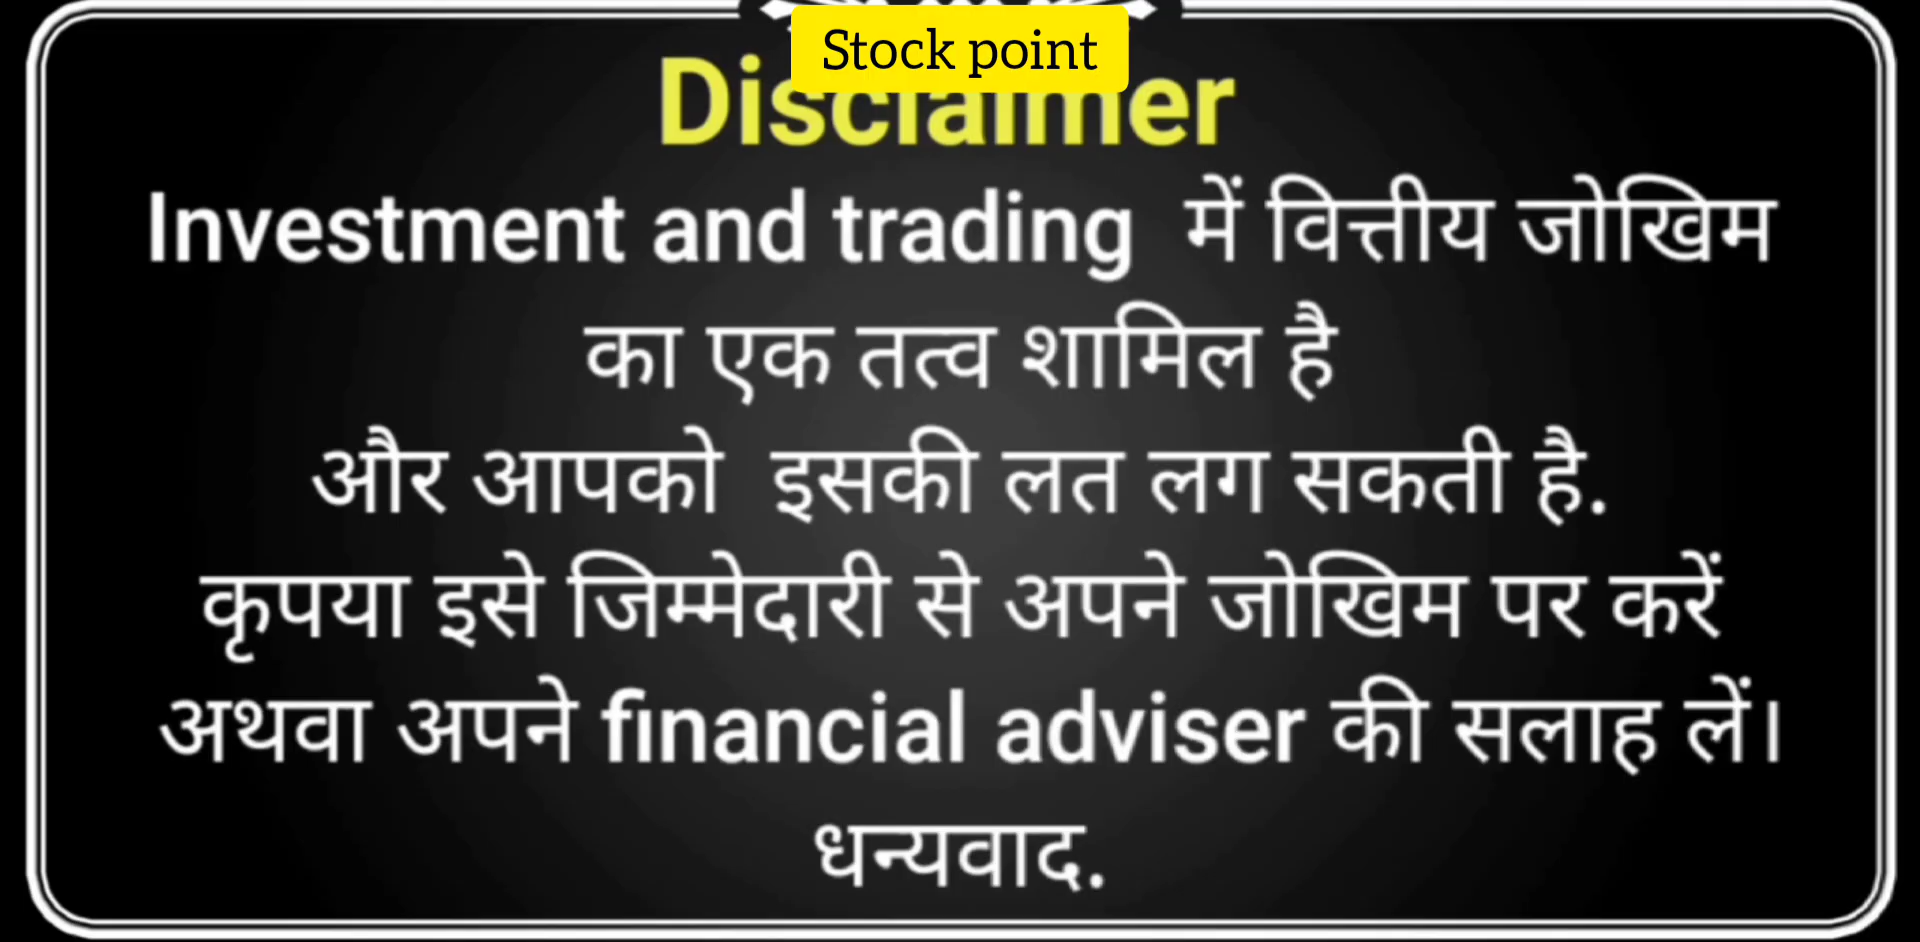 Stock point
Disclaimer
Investment and trading में वित्तीय जोखिम
का एक तत्व शामिल है
और आपको इसकी लत लग सकती है.
कृपया इसे जिम्मेदारी से अपने जोखिम पर करें
अथवा अपने financial adviser की सलाह लें।
धन्यवाद.